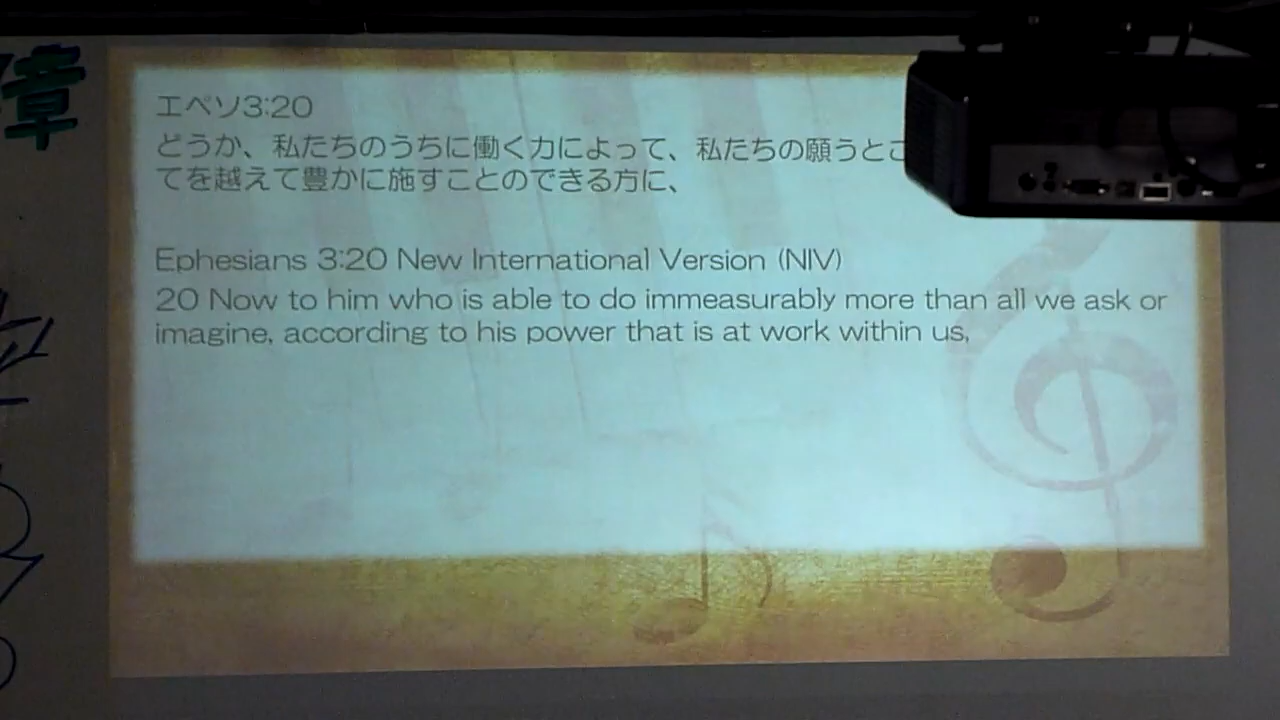 章
エペソ3:20
どうか、私たちのうちに働く力によって、私たちの願うとこ
てを越えて豊かに施すことのできる方に、
Ephesians 3:20 New International Version (NIV)
20 Now to him who is able to do immeasurably more than all we ask or
imagine, according to his power that is at work within us,